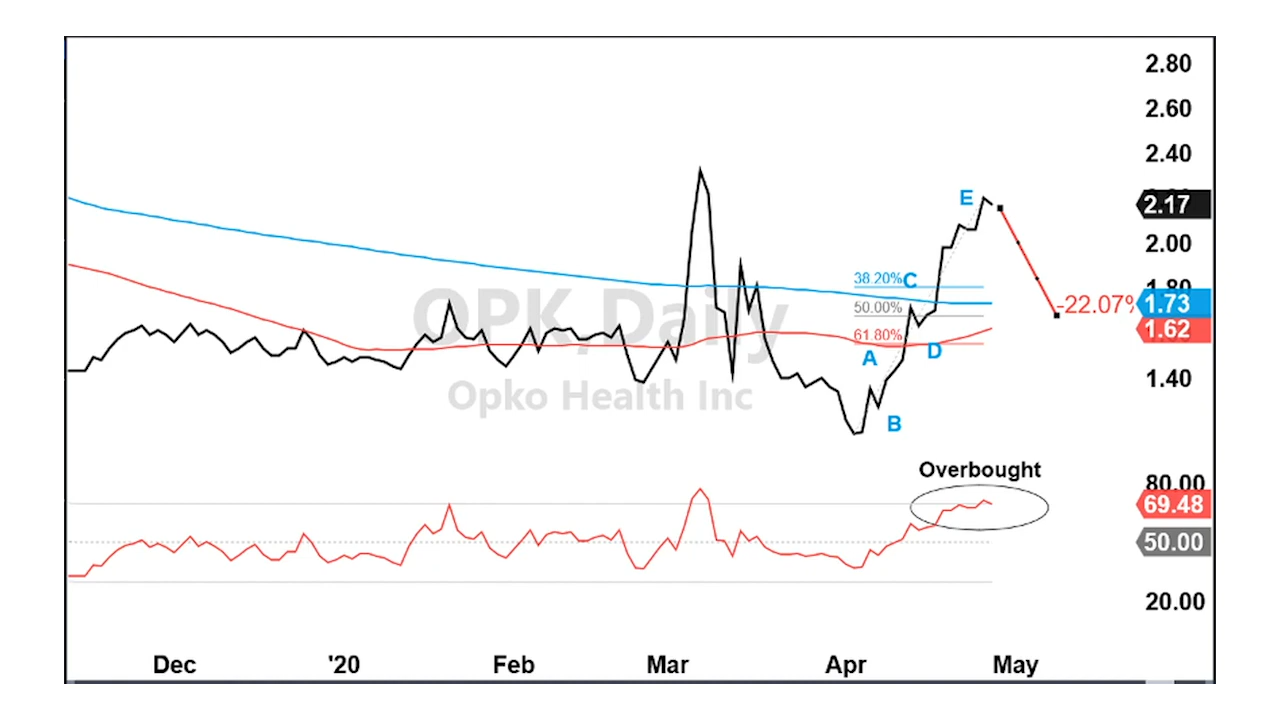 2.80
2.60
2.40
2.17
2.00
1.80
1.73
1.62
1.40
E
38.20%
C
50.00%
-22.07%
61.80%
A
D
B
OPK, Daily
Opko Health Inc
Overbought
80.00
69.48
50.00
20.00
Dec
'20
Feb
Mar
Apr
May